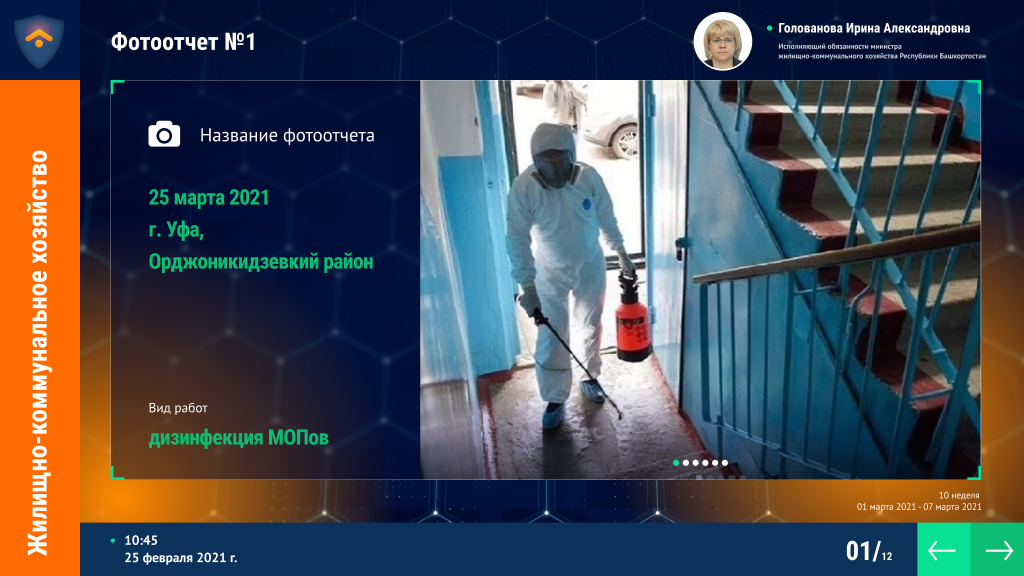 Фотоотчет №1
Голованова Ирина Александровна
Исполняющий обязанности министра
жилищно-коммунального хозяйства Республики Башкортостан
Жилищно-коммунальное хозяйство
Название фотоотчета
25 марта 2021
г. Уфа,
Орджоникидзевкий район
Вид работ
дизинфекция МОПов
10 неделя
01 марта 2021 - 07 марта 2021
10:45
25 февраля 2021 г.
01/12